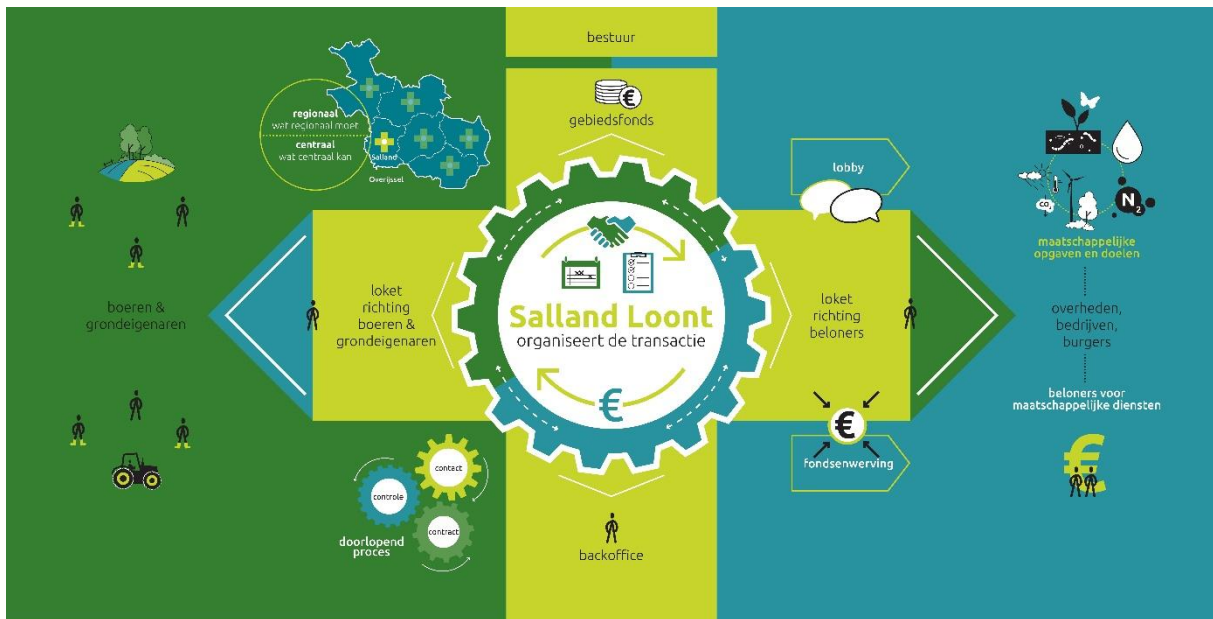 bestuur
€
gebiedsfonds
regionaal
wat regionaal moet
centraal
wat centraal kan
Salland
Overijssel
boeren &
grondeigenaren
loket
richting
boeren &
grondeigenaren
Salland Loont
organiseert de transactie
€
contact
controle
contract
doorlopend
proces
backoffice
lobby
loket
richting
beloners
€
fondsenwerving
CO₂
N₂
maatschappelijke
opgaven en doelen
overheden,
bedrijven,
burgers
beloners voor
maatschappelijke diensten
€